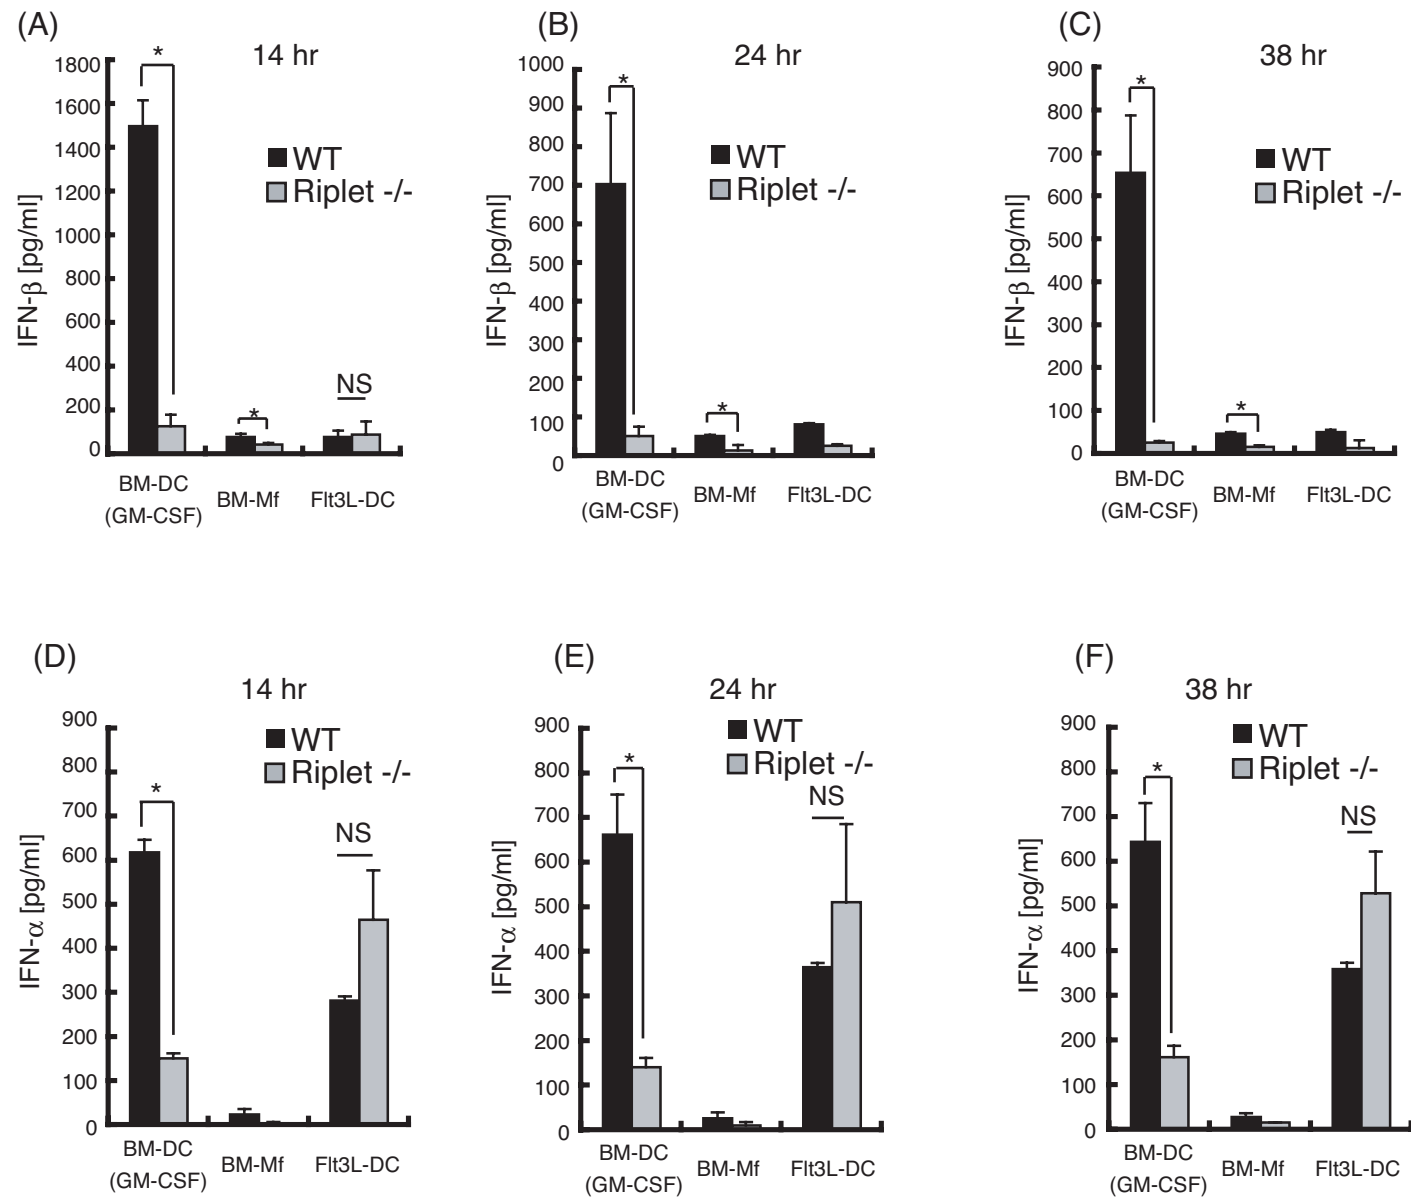 (A)
14 hr
*
1800
1600
1400
1200
1000
800
600
400
200
0
IFN-β [pg/ml]
WT
Riplet -/-
*
NS
BM-DC
(GM-CSF)
BM-Mf
Flt3L-DC
(B)
24 hr
*
1000
900
800
700
600
500
400
300
200
100
0
IFN-β [pg/ml]
WT
Riplet -/-
*
BM-DC
(GM-CSF)
BM-Mf
Flt3L-DC
(C)
38 hr
*
900
800
700
600
500
400
300
200
100
0
IFN-β [pg/ml]
WT
Riplet -/-
*
BM-DC
(GM-CSF)
BM-Mf
Flt3L-DC
(D)
14 hr
900
800
700
600
500
400
300
200
100
0
IFN-α [pg/ml]
WT
Riplet -/-
*
NS
BM-DC
(GM-CSF)
BM-Mf
Flt3L-DC
(E)
24 hr
900
800
700
600
500
400
300
200
100
0
IFN-α [pg/ml]
WT
Riplet -/-
*
NS
BM-DC
(GM-CSF)
BM-Mf
Flt3L-DC
(F)
38 hr
900
800
700
600
500
400
300
200
100
0
IFN-α [pg/ml]
WT
Riplet -/-
*
NS
BM-DC
(GM-CSF)
BM-Mf
Flt3L-DC